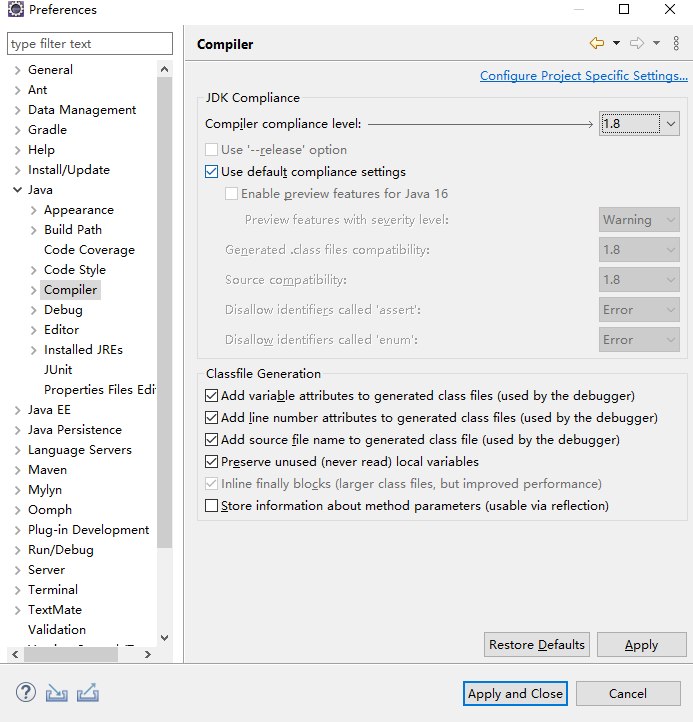 Preferences
type filter text
General
Ant
Data Management
Gradle
Help
Install/Update
Java
Appearance
Build Path
Code Coverage
Code Style
Compiler
Debug
Editor
Installed JREs
JUnit
Properties Files Edi
Java EE
Java Persistence
Language Servers
Maven
Mylyn
Oomph
Plug-in Development
Run/Debug
Server
Terminal
TextMate
Validation
Compiler
Configure Project Specific Settings...
JDK Compliance
Compiler compliance level: 1.8
Use '--release' option
Use default compliance settings
Enable preview features for Java 16
Preview features with severity level: Warning
Generated .class files compatibility: 1.8
Source compatibility: 1.8
Disallow identifiers called 'assert': Error
Disallow identifiers called 'enum': Error
Classfile Generation
Add variable attributes to generated class files (used by the debugger)
Add line number attributes to generated class files (used by the debugger)
Add source file name to generated class file (used by the debugger)
Preserve unused (never read) local variables
Inline finally blocks (larger class files, but improved performance)
Store information about method parameters (usable via reflection)
Restore Defaults Apply
? Apply and Close Cancel